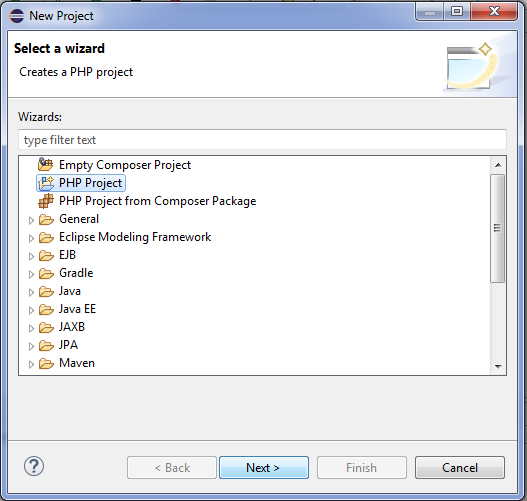 New Project
Select a wizard
Creates a PHP project
Wizards:
type filter text
Empty Composer Project
PHP Project
PHP Project from Composer Package
General
Eclipse Modeling Framework
EJB
Gradle
Java
Java EE
JAXB
JPA
Maven
?
< Back
Next >
Finish
Cancel